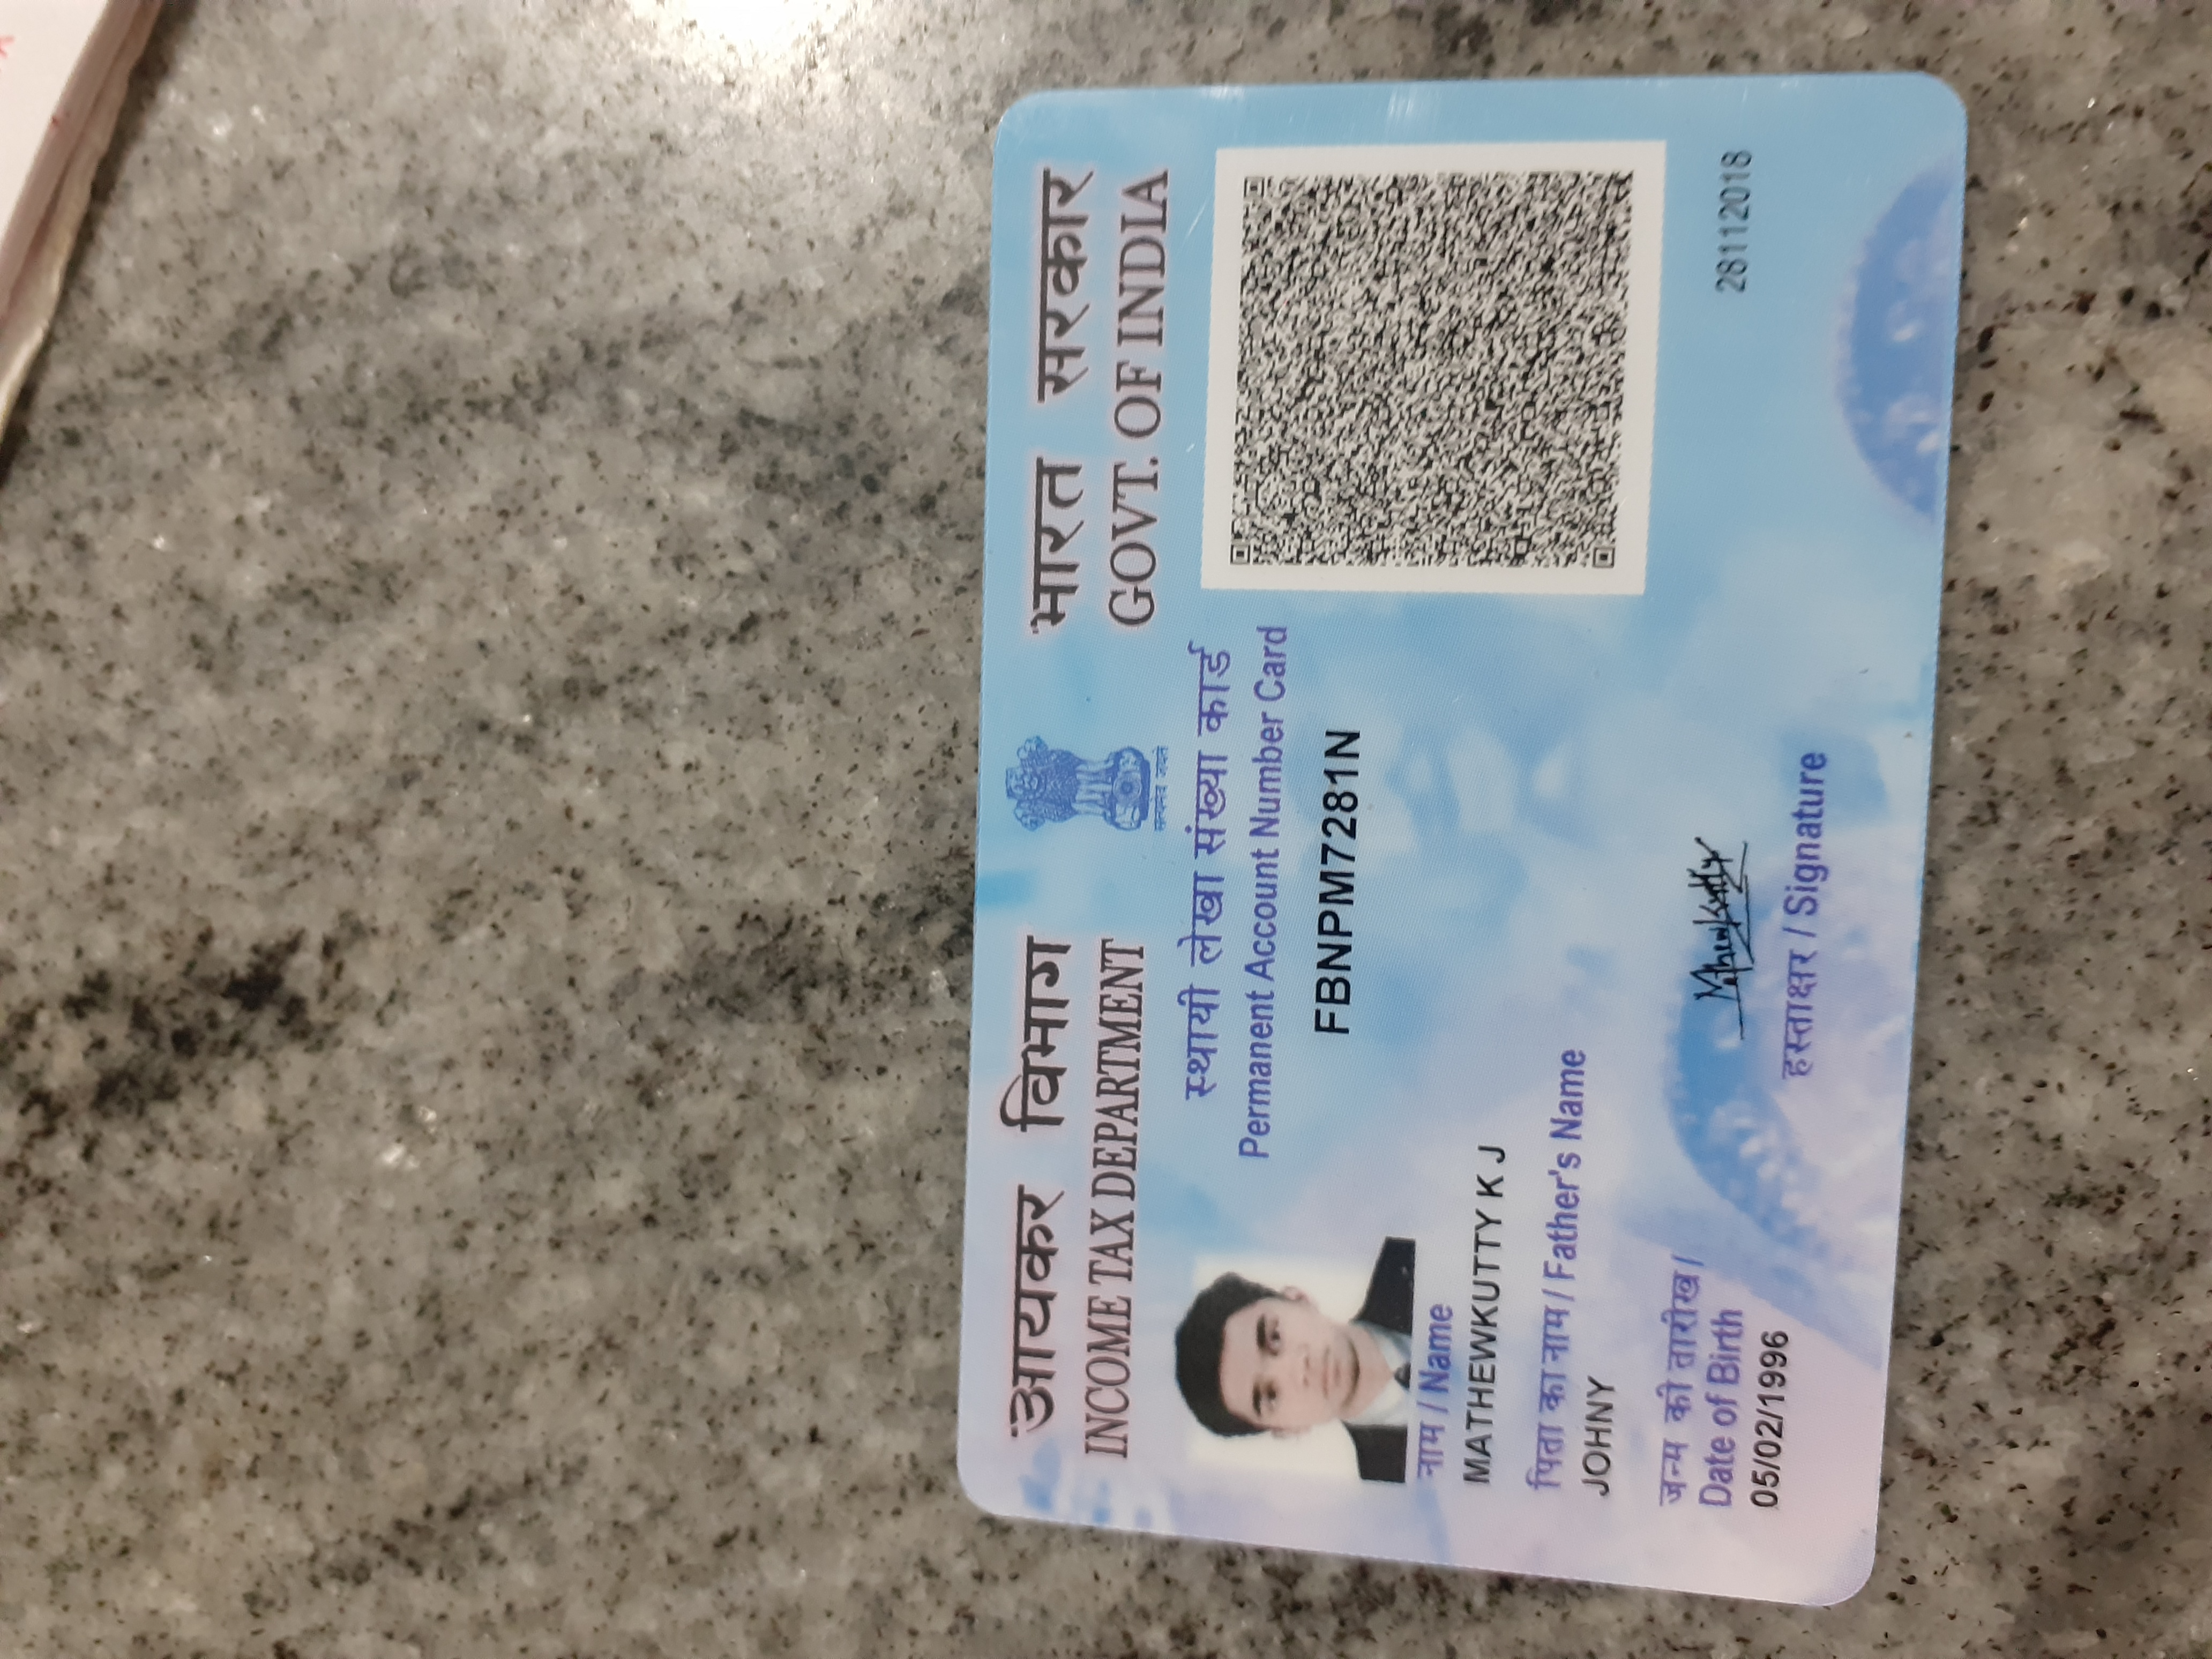 आयकर विभाग
INCOME TAX DEPARTMENT
सत्यमेव जयते
भारत सरकार
GOVT. OF INDIA
स्थायी लेखा संख्या कार्ड
Permanent Account Number Card
FBNPM7281N
नाम / Name
MATHEWKUTTY K J
पिता का नाम / Father's Name
JOHNY
जन्म की तारीख /
Date of Birth
05/02/1996
Mathewkutty
हस्ताक्षर / Signature
28112018